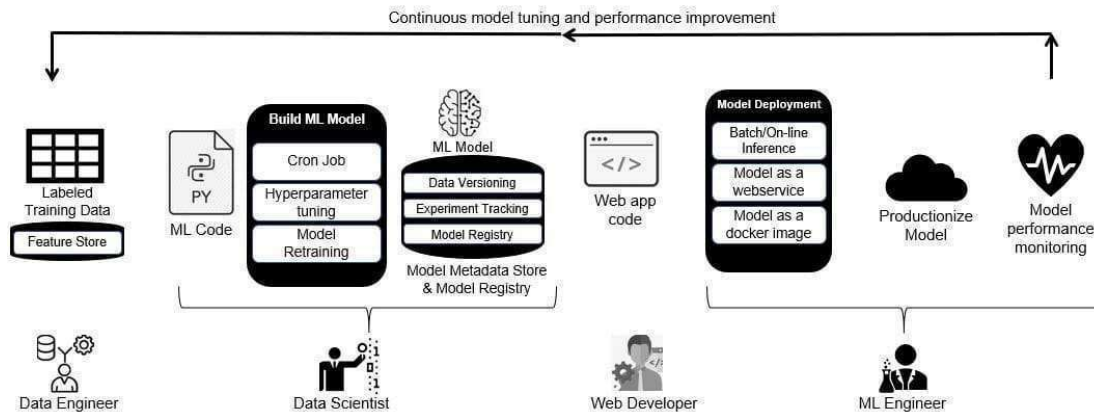 Continuous model tuning and performance improvement
Labeled
Training Data
Feature Store
PY
ML Code
Build ML Model
Cron Job
Hyperparameter
tuning
Model
Retraining
ML Model
Data Versioning
Experiment Tracking
Model Registry
Model Metadata Store
& Model Registry
</>
Web app
code
Model Deployment
Batch/On-line
Inference
Model as a
webservice
Model as a
docker image
Productionize
Model
Model
performance
monitoring
Data Engineer
1
1
Data Scientist
</>
Web Developer
ML Engineer